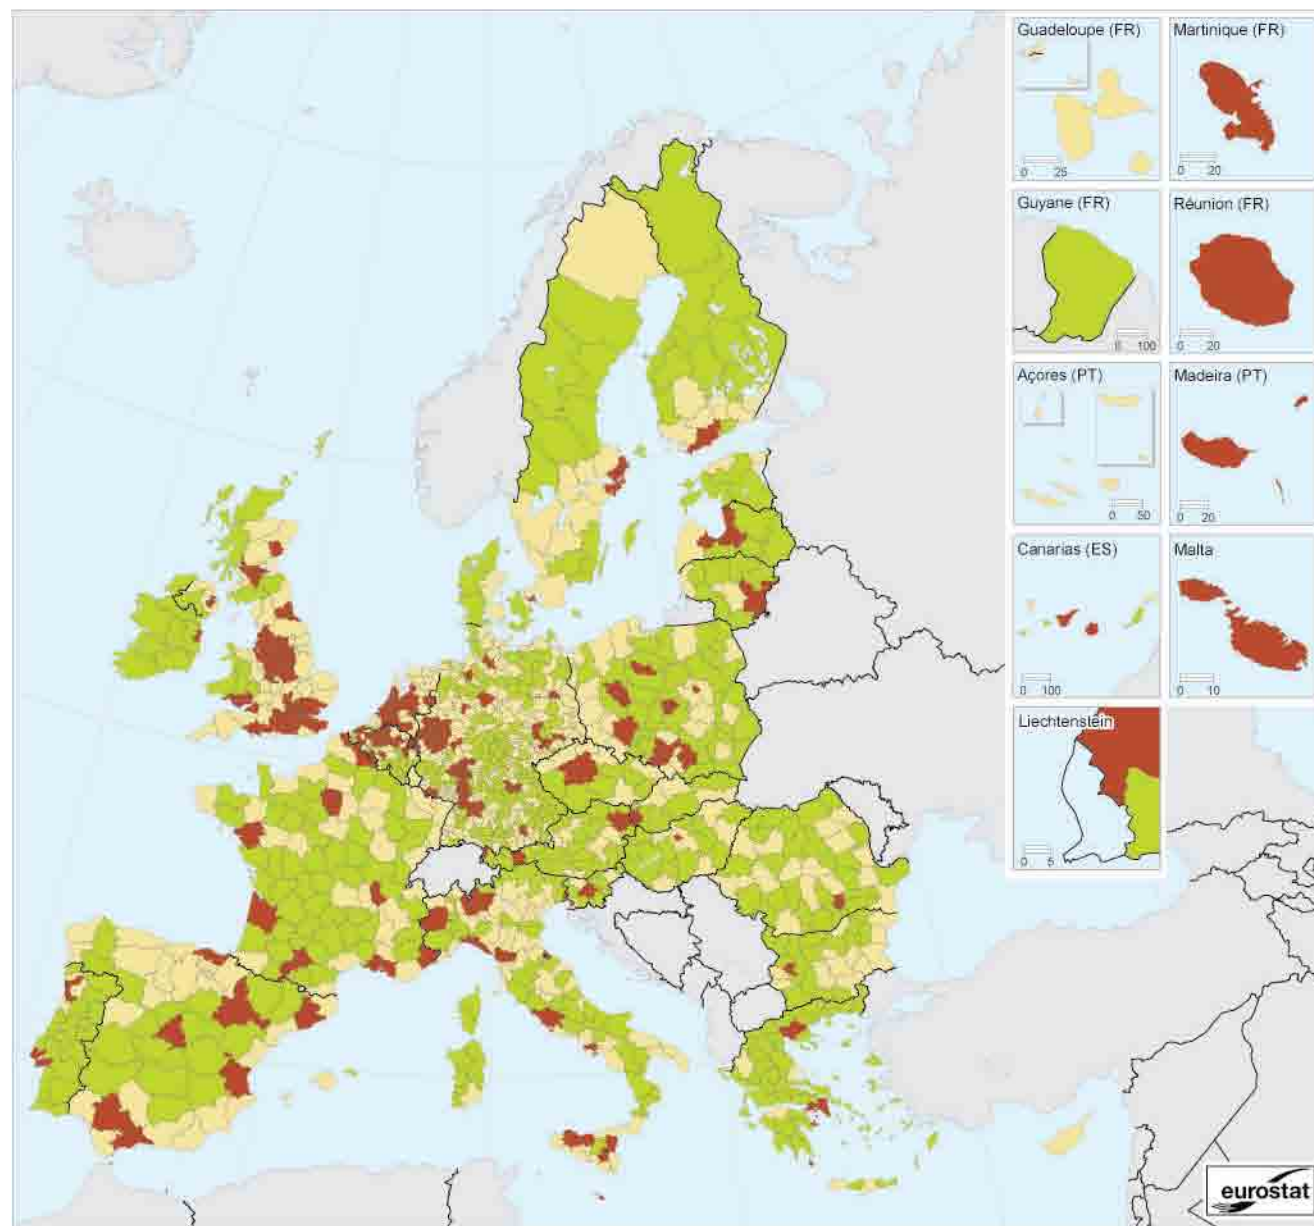 Guadeloupe (FR)
0 25
Martinique (FR)
0 20
Guyane (FR)
0 100
Réunion (FR)
0 20
Açores (PT)
0 50
Madeira (PT)
0 20
Canarias (ES)
0 100
Malta
0 10
Liechtenstein
0 5
eurostat